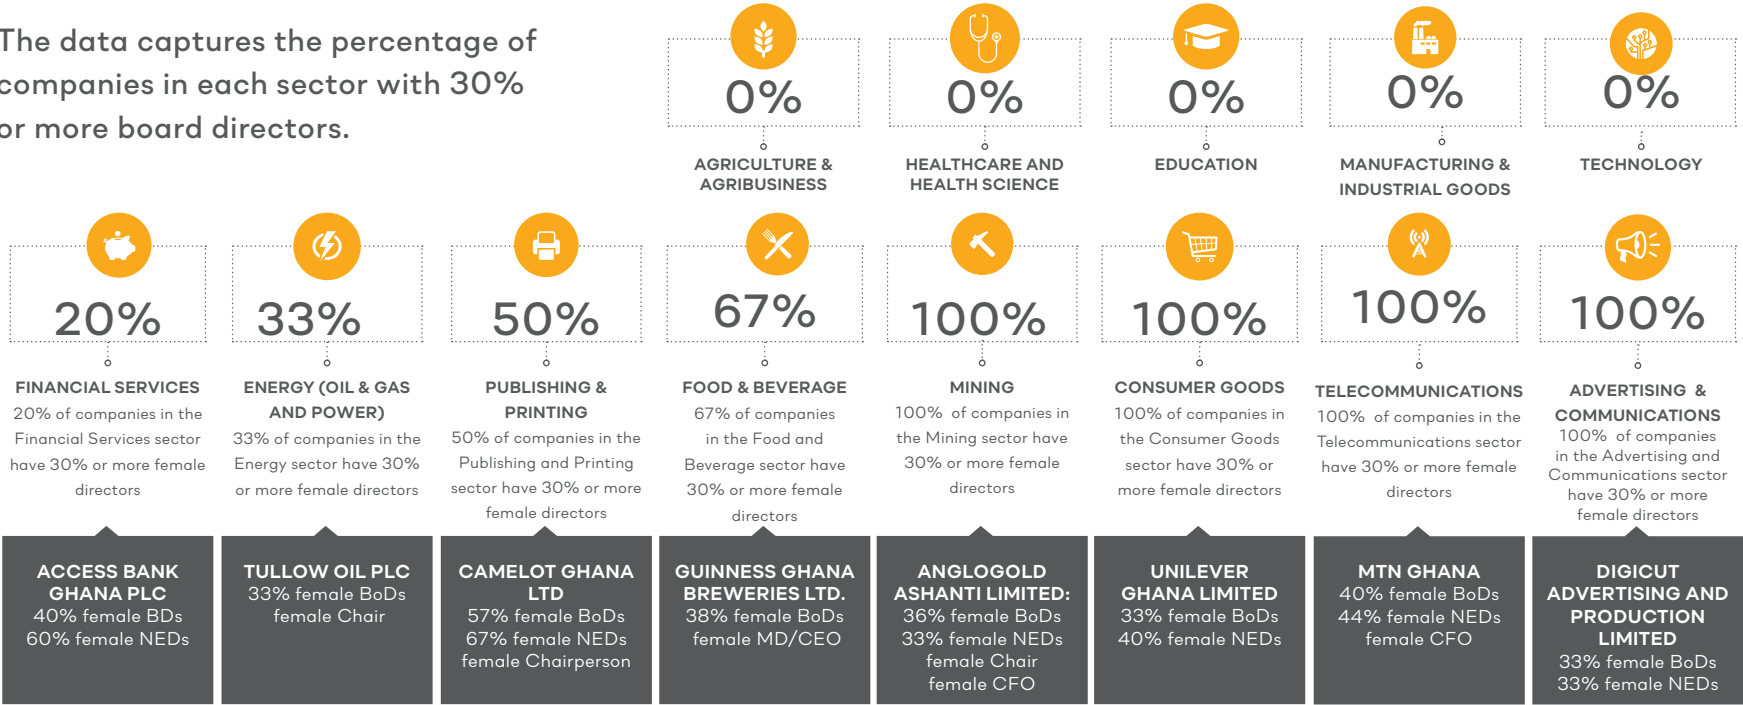 The data captures the percentage of
companies in each sector with 30%
or more board directors.
0%
AGRICULTURE &
AGRIBUSINESS
0%
HEALTHCARE AND
HEALTH SCIENCE
0%
EDUCATION
0%
MANUFACTURING &
INDUSTRIAL GOODS
0%
TECHNOLOGY
20%
FINANCIAL SERVICES
20% of companies in the
Financial Services sector
have 30% or more female
directors
ACCESS BANK
GHANA PLC
40% female BDs
60% female NEDs
33%
ENERGY (OIL & GAS
AND POWER)
33% of companies in the
Energy sector have 30%
or more female directors
TULLOW OIL PLC
33% female BoDs
female Chair
50%
PUBLISHING &
PRINTING
50% of companies in the
Publishing and Printing
sector have 30% or more
female directors
CAMELOT GHANA
LTD
57% female BoDs
67% female NEDs
female Chairperson
67%
FOOD & BEVERAGE
67% of companies
in the Food and
Beverage sector have
30% or more female
directors
GUINNESS GHANA
BREWERIES LTD.
38% female BoDs
female MD/CEO
100%
MINING
100% of companies in
the Mining sector have
30% or more female
directors
ANGLOGOLD
ASHANTI LIMITED:
36% female BoDs
33% female NEDs
female Chair
female CFO
100%
CONSUMER GOODS
100% of companies in
the Consumer Goods
sector have 30% or
more female directors
UNILEVER
GHANA LIMITED
33% female BoDs
40% female NEDs
100%
TELECOMMUNICATIONS
100% of companies in the
Telecommunications sector
have 30% or more female
directors
MTN GHANA
40% female BoDs
44% female NEDs
female CFO
100%
ADVERTISING &
COMMUNICATIONS
100% of companies
in the Advertising and
Communications sector
have 30% or more
female directors
DIGICUT
ADVERTISING AND
PRODUCTION
LIMITED
33% female BoDs
33% female NEDs